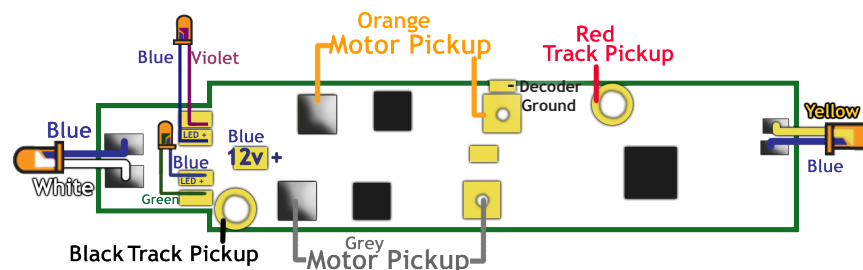 Orange
Motor Pickup
Red
Track Pickup
Blue
Violet
- Decoder
Ground
LED +
Blue
12v +
Blue
White
Blue
LED +
Green
Yellow
Blue
Black Track Pickup
Grey
Motor Pickup